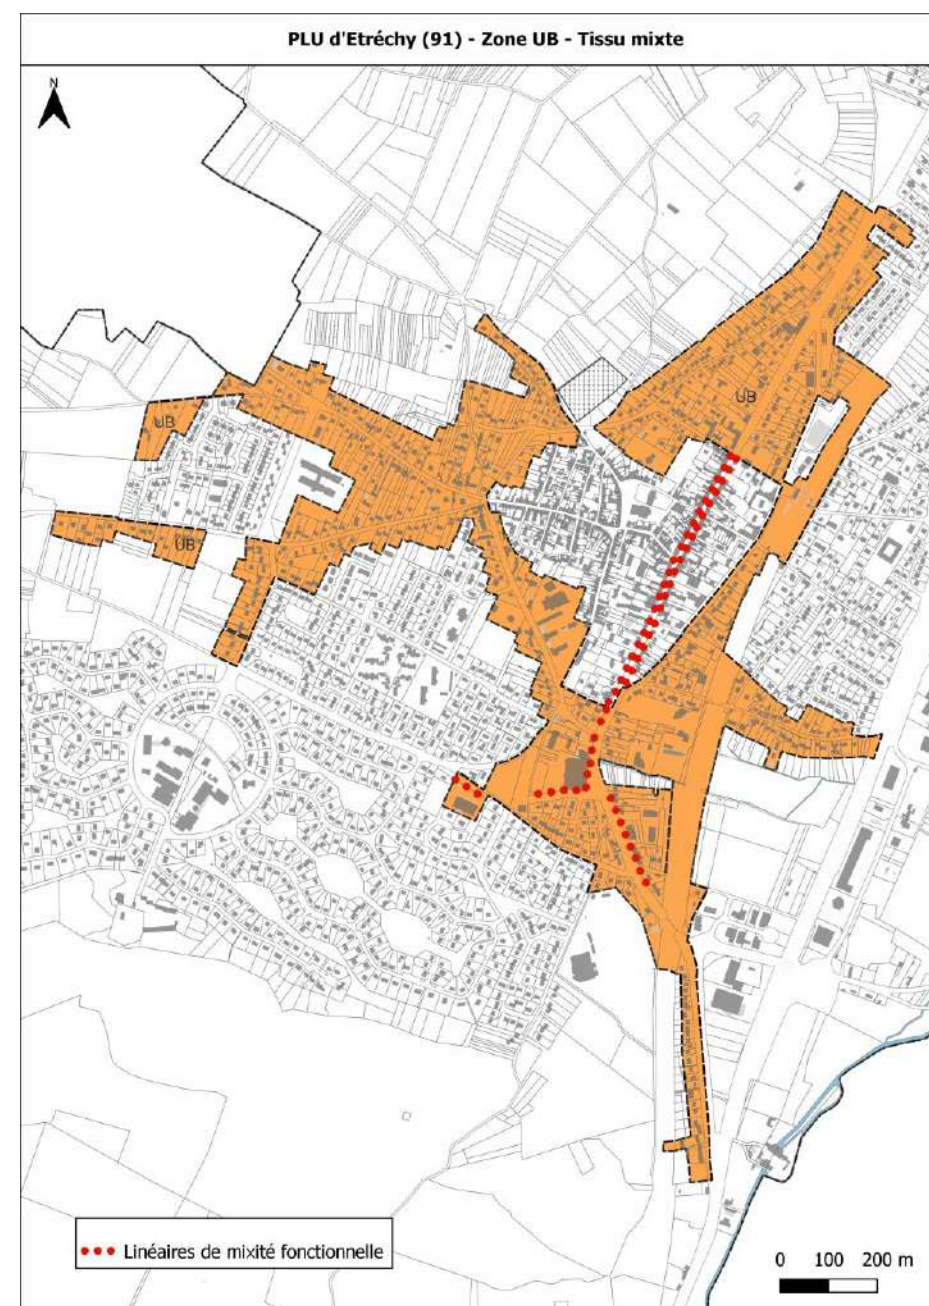 PLU d'Etréchy (91) - Zone UB - Tissu mixte
N
UB
UB
UB
Linéaires de mixité fonctionnelle
0 100 200 m